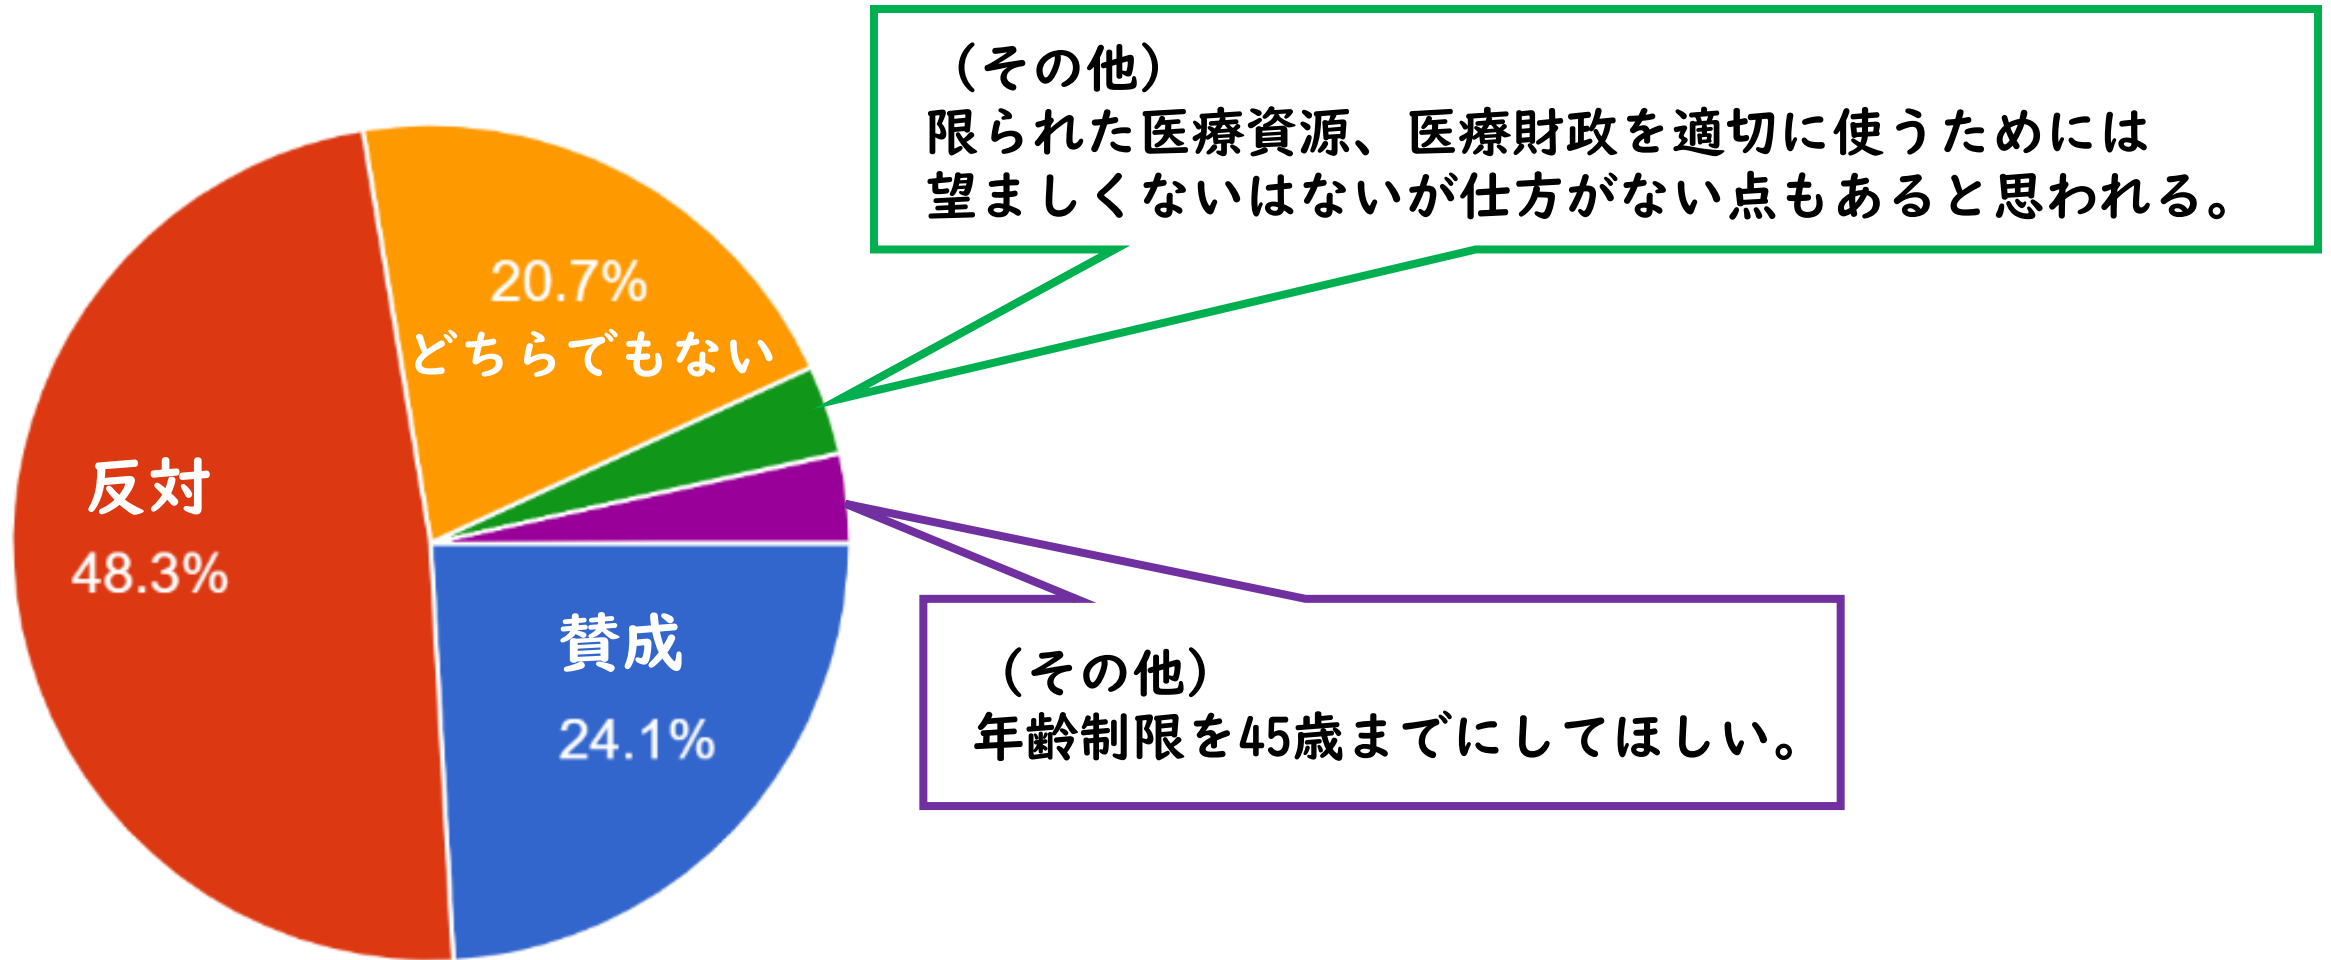 (その他)
限られた医療資源、医療財政を適切に使うためには
望ましくないはないが仕方がない点もあると思われる。
20.7%
どちらでもない
反対
48.3%
賛成
24.1%
(その他)
年齢制限を45歳までにしてほしい。